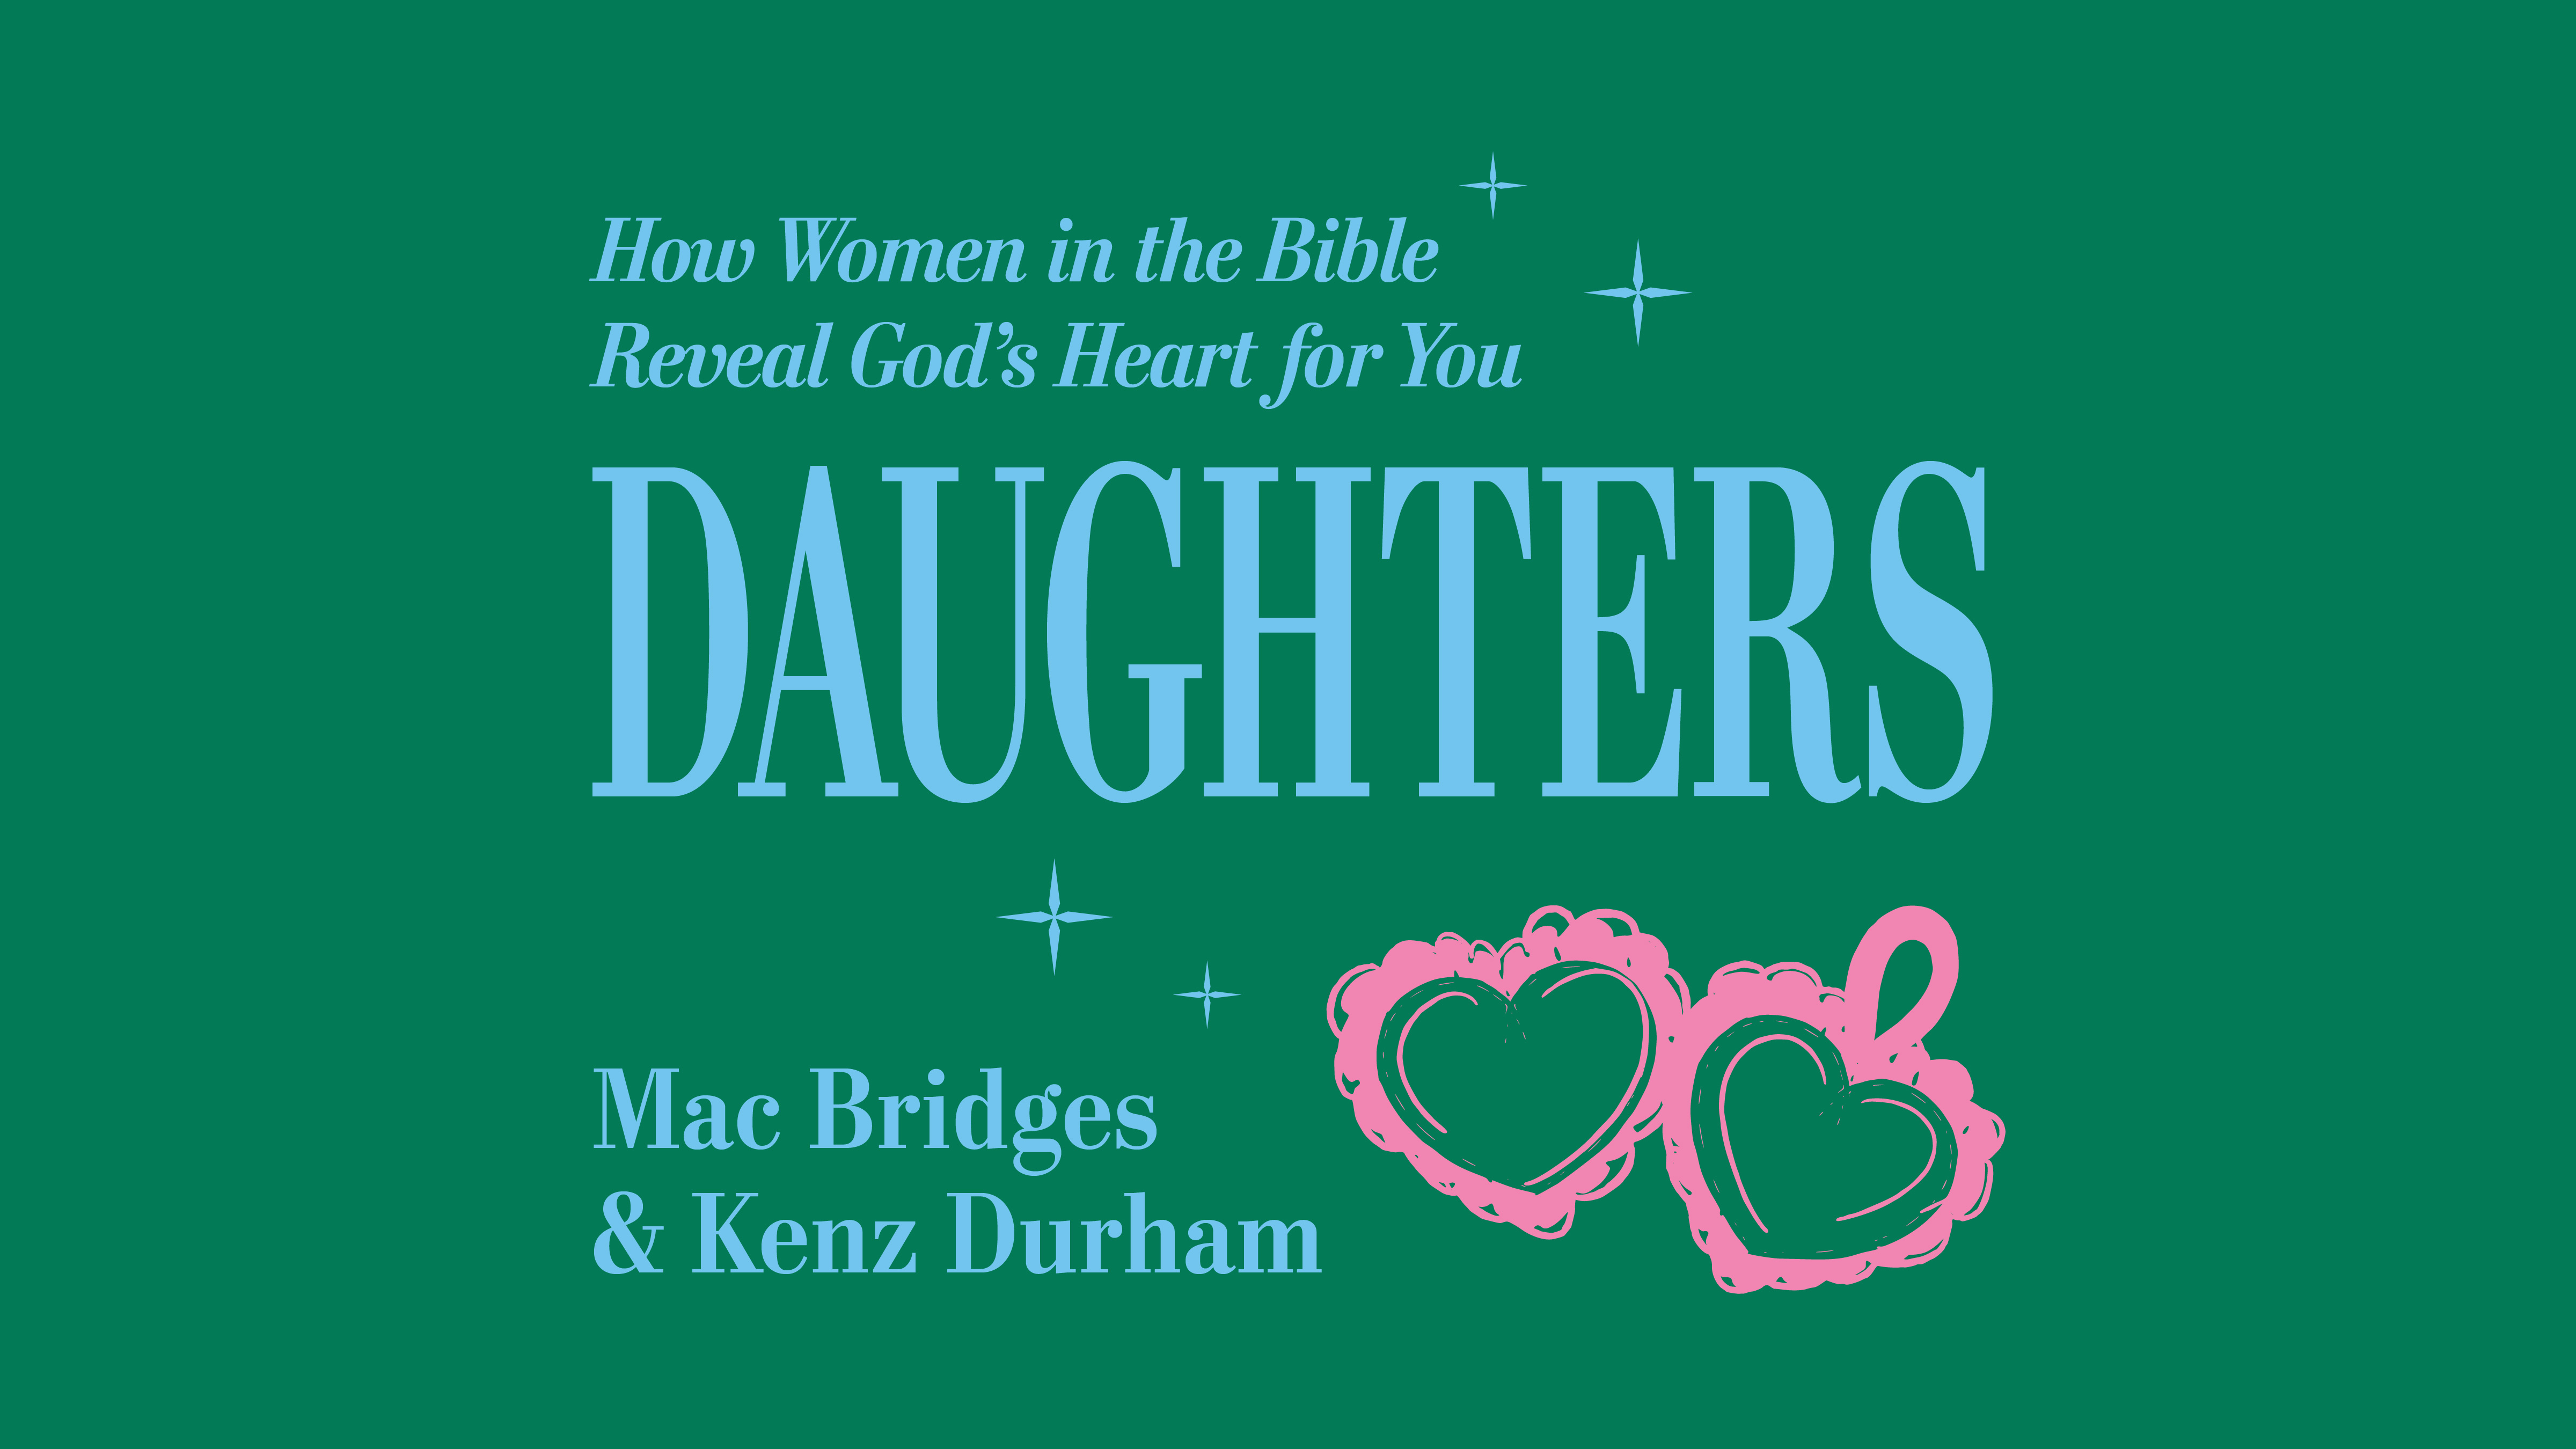 How Women in the Bible
Reveal God’s Heart for You
DAUGHTERS
Mac Bridges
& Kenz Durham